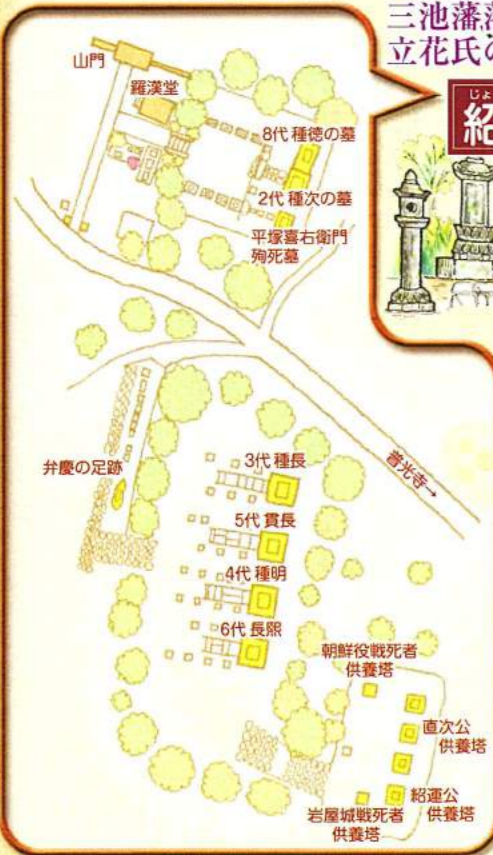 三池藩
立花氏の
じょ
紹
山門
羅漢堂
8代 種徳の墓
2代 種次の墓
平塚喜右衛門
殉死墓
普光寺→
弁慶の足跡
3代 種長
5代 貫長
4代 種明
6代 長熙
朝鮮役戦死者
供養塔
直次公
供養塔
紹運公
供養塔
岩屋城戦死者
供養塔